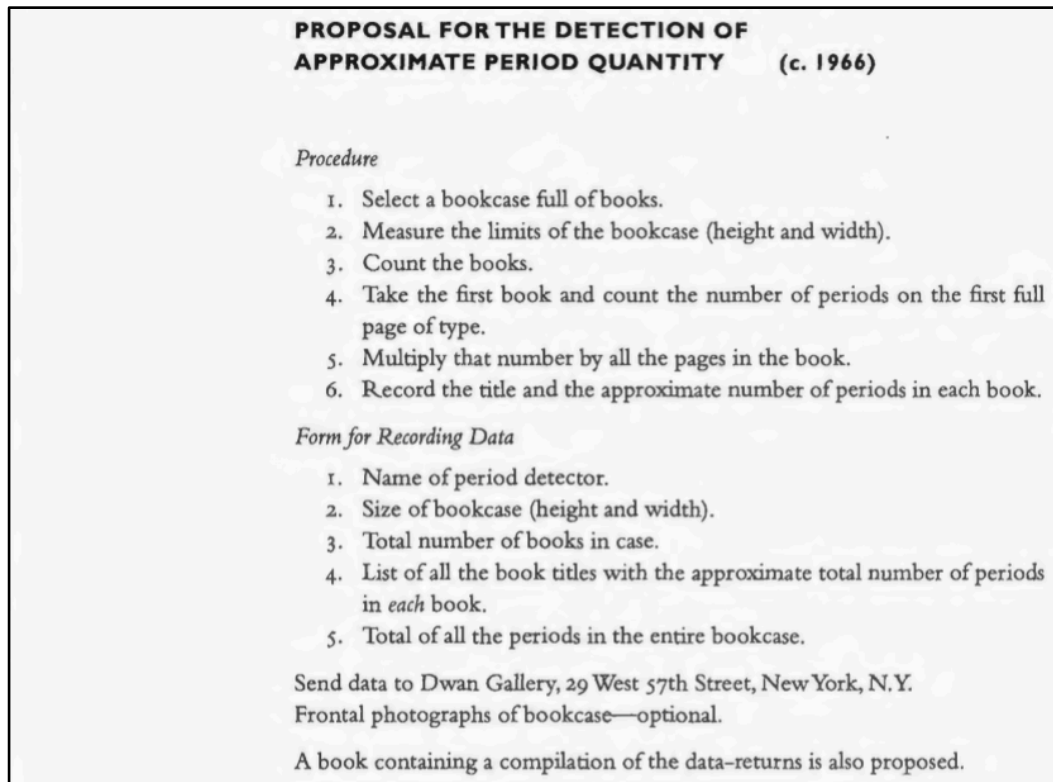 PROPOSAL FOR THE DETECTION OF
APPROXIMATE PERIOD QUANTITY (c. 1966)
Procedure
1. Select a bookcase full of books.
2. Measure the limits of the bookcase (height and width).
3. Count the books.
4. Take the first book and count the number of periods on the first full
page of type.
5. Multiply that number by all the pages in the book.
6. Record the title and the approximate number of periods in each book.
Form for Recording Data
1. Name of period detector.
2. Size of bookcase (height and width).
3. Total number of books in case.
4. List of all the book titles with the approximate total number of periods
in each book.
5. Total of all the periods in the entire bookcase.
Send data to Dwan Gallery, 29 West 57th Street, New York, N.Y.
Frontal photographs of bookcase—optional.
A book containing a compilation of the data-returns is also proposed.